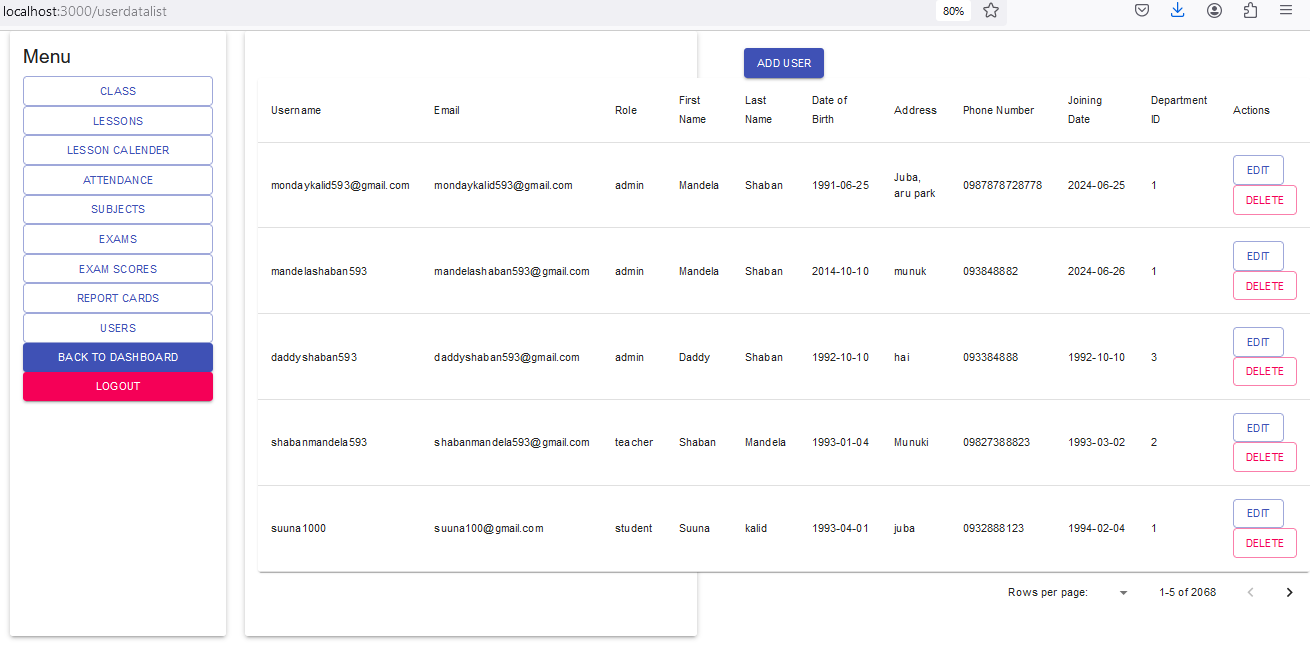 localhost:3000/userdatalist
80%
Menu
CLASS
LESSONS
LESSON CALENDER
ATTENDANCE
SUBJECTS
EXAMS
EXAM SCORES
REPORT CARDS
USERS
BACK TO DASHBOARD
LOGOUT
ADD USER
Username Email Role First Name Last Name Date of Birth Address Phone Number Joining Date Department ID Actions
mondaykalid593@gmail.com mondaykalid593@gmail.com admin Mandela Shaban 1991-06-25 Juba, aru park 0987878728778 2024-06-25 1 EDIT DELETE
mandelashaban593 mandelashaban593@gmail.com admin Mandela Shaban 2014-10-10 munuk 093848882 2024-06-26 1 EDIT DELETE
daddyshaban593 daddyshaban593@gmail.com admin Daddy Shaban 1992-10-10 hai 093384888 1992-10-10 3 EDIT DELETE
shabanmandela593 shabanmandela593@gmail.com teacher Shaban Mandela 1993-01-04 Munuki 09827388823 1993-03-02 2 EDIT DELETE
suuna1000 suuna100@gmail.com student Suuna kalid 1993-04-01 juba 0932888123 1994-02-04 1 EDIT DELETE
Rows per page: 1-5 of 2068